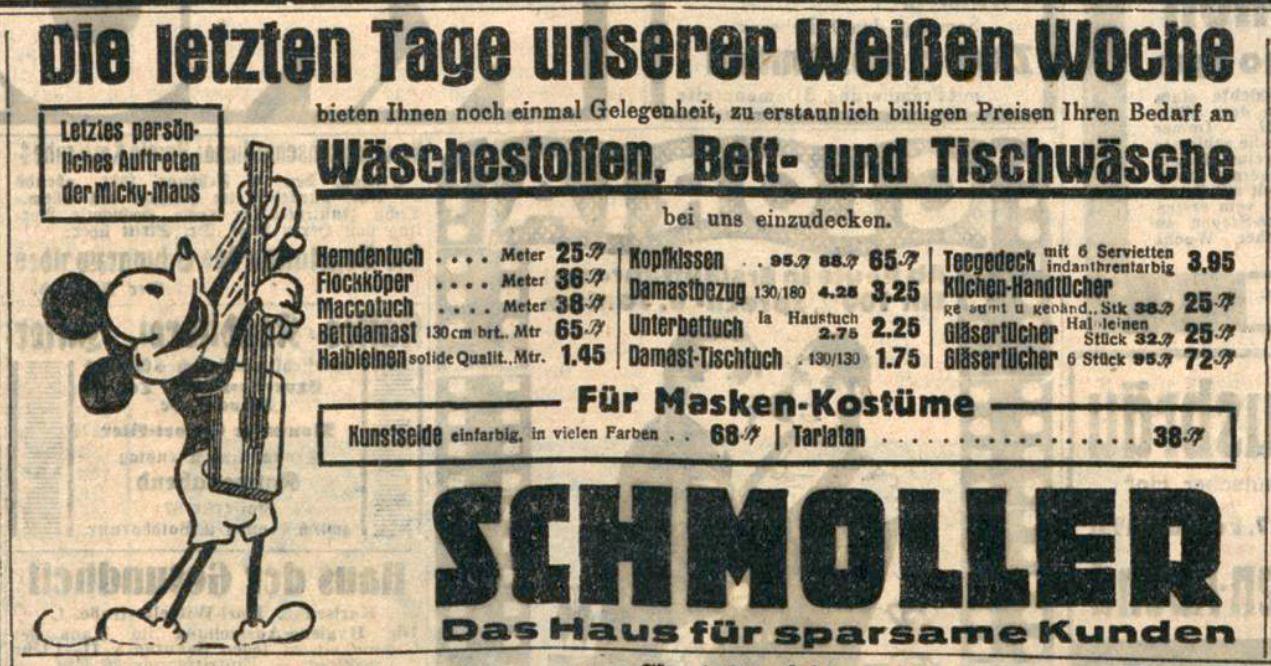 Die letzten Tage unserer Weißen Woche
bieten Ihnen noch einmal Gelegenheit, zu erstaunlich billigen Preisen Ihren Bedarf an
Wäschestoffen, Bett- und Tischwäsche
bei uns einzudecken.
Letztes persön-
liches Auftreten
der Micky-Maus
Hemdentuch .... Meter 25 ₰
Flockköper .... Meter 36 ₰
Maccotuch .... Meter 38 ₰
Bettdamast 130 cm brt.. Mtr 65 ₰
Halbleinen solide Qualit.. Mtr. 1.45
Kopfkissen .. 95 ₰ 88 ₰ 65 ₰
Damastbezug 130/180 4.25 3.25
Unterbettuch Ia Haustuch 2.75 2.25
Damast-Tischtuch . 130/130 1.75
Teegedeck mit 6 Servietten indanthrenfarbig 3.95
Küchen-Handtücher
gesäumt u gebänd.. Stk 38 ₰ 25 ₰
Gläsertücher Halbleinen Stück 32 ₰ 25 ₰
Gläsertücher 6 Stück 95 ₰ 72 ₰
Für Masken-Kostüme
Kunstseide einfarbig, in vielen Farben .. 68 ₰ | Tarlatan .................. 38 ₰
SCHMOLLER
Das Haus für sparsame Kunden